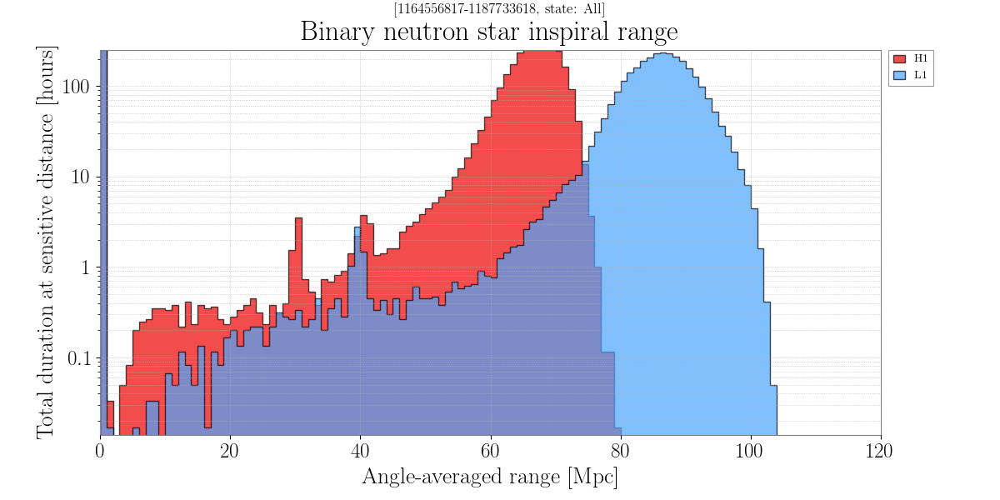 [1164556817-1187733618, state: All]
Binary neutron star inspiral range
H1
L1
Total duration at sensitive distance [hours]
100
10
1
0.1
0
20
40
60
80
100
120
Angle-averaged range [Mpc]